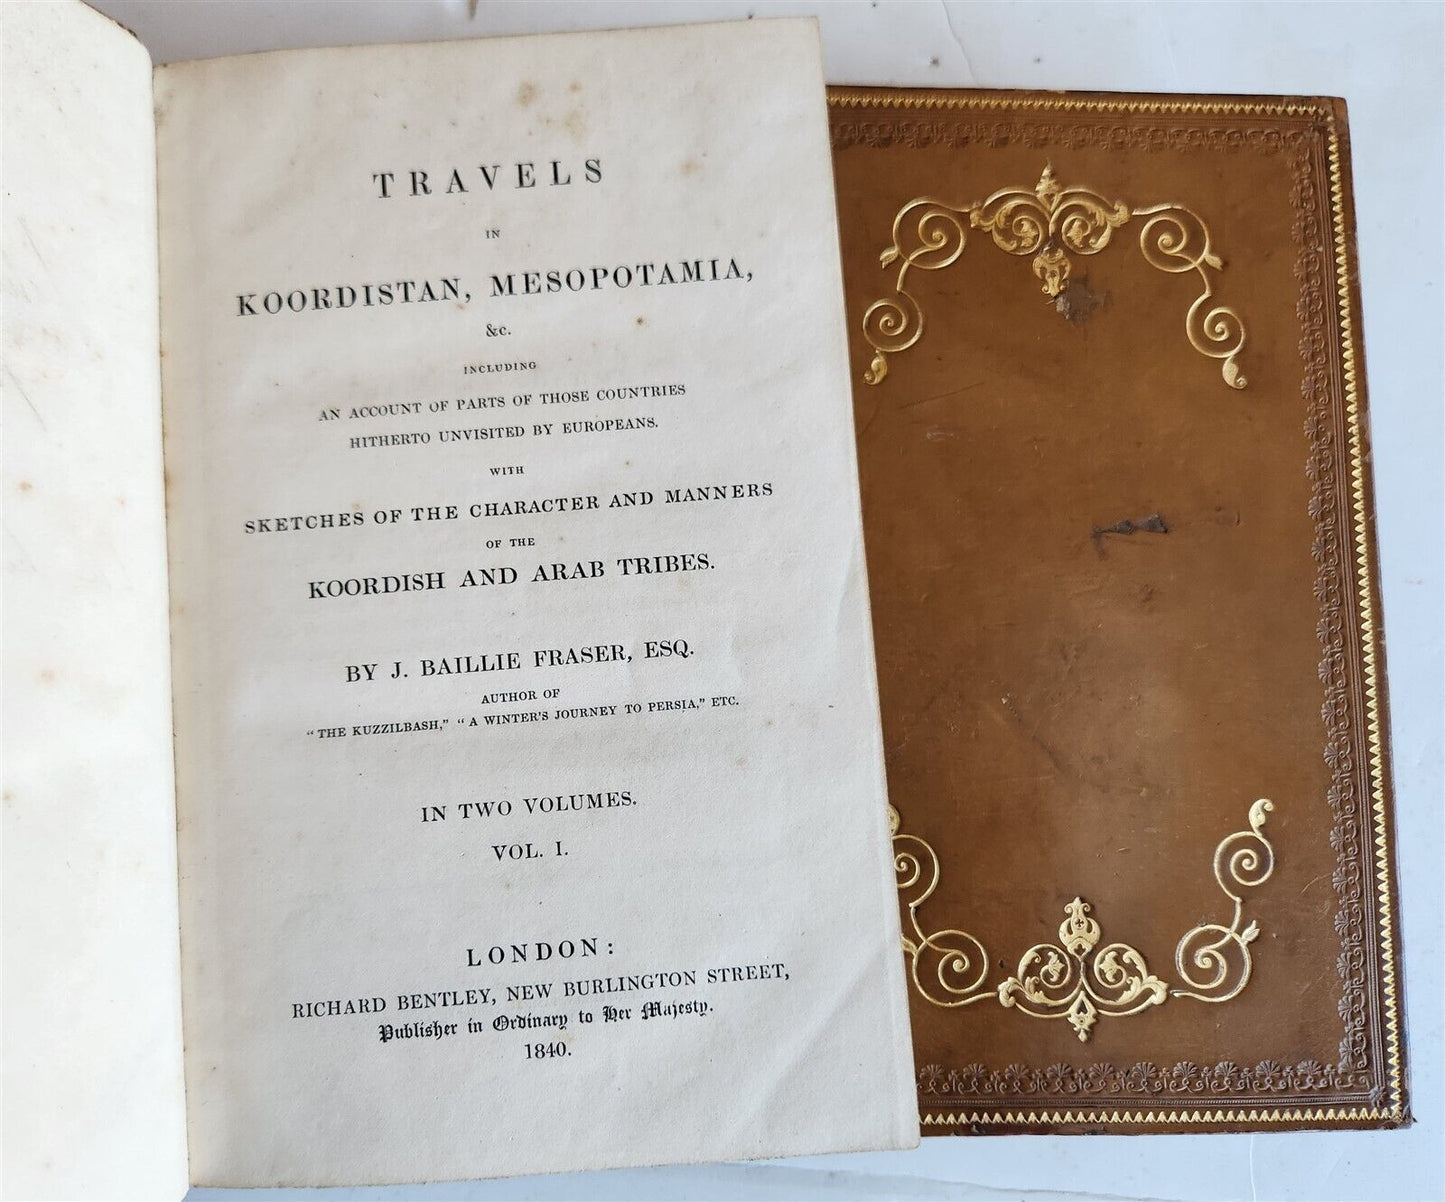 TRAVELS
IN
KOORDISTAN, MESOPOTAMIA,
&c.
INCLUDING
AN ACCOUNT OF PARTS OF THOSE COUNTRIES
HITHERTO UNVISITED BY EUROPEANS.
WITH
SKETCHES OF THE CHARACTER AND MANNERS
OF THE
KOORDISH AND ARAB TRIBES.
BY J. BAILLIE FRASER, ESQ.
AUTHOR OF
“THE KUZZILBASH,” “A WINTER'S JOURNEY TO PERSIA,” ETC.
IN TWO VOLUMES.
VOL. I.
LONDON:
RICHARD BENTLEY, NEW BURLINGTON STREET,
Publisher in Ordinary to Her Majesty.
1840.